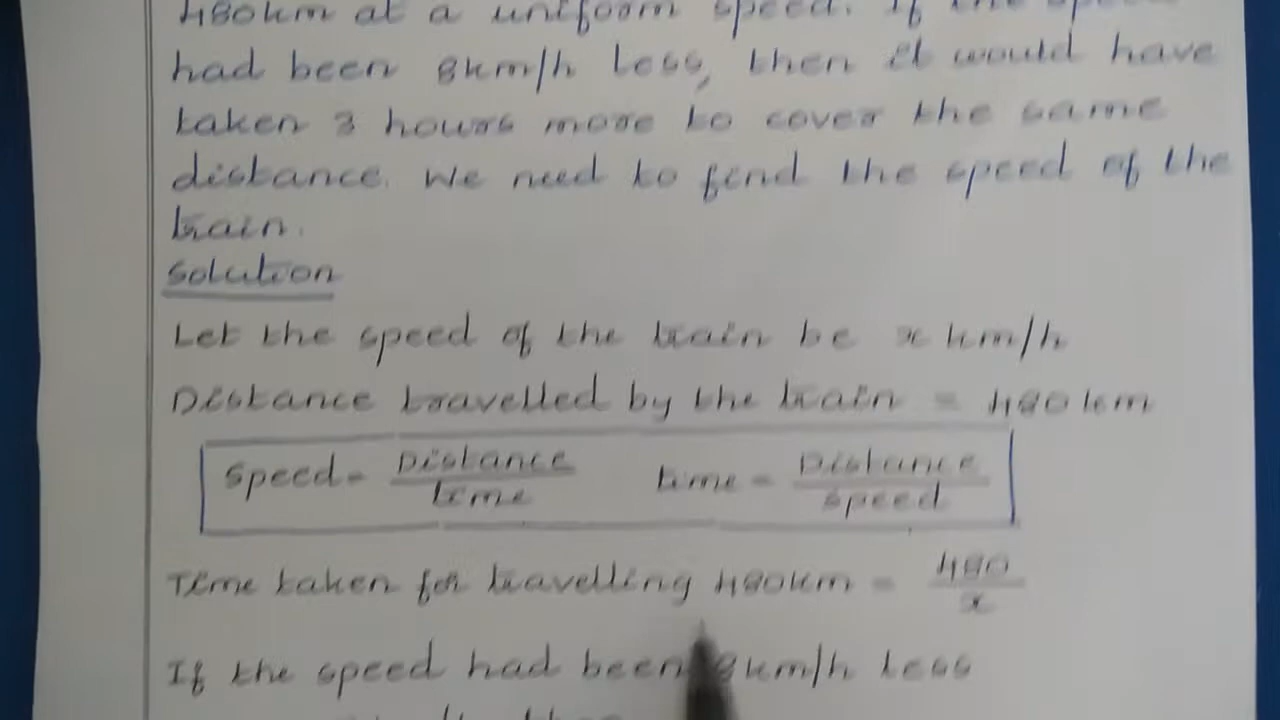 480km at a uniform speed. If the speed
had been 8km/h less, then it would have
taken 3 hours more to cover the same
distance. We need to find the speed of the
train.
Solution
Let the speed of the train be x km/h
Distance travelled by the train = 480km
Speed = Distance / time time = Distance / speed
Time taken for travelling 480km = 480 / x
If the speed had been 8km/h less